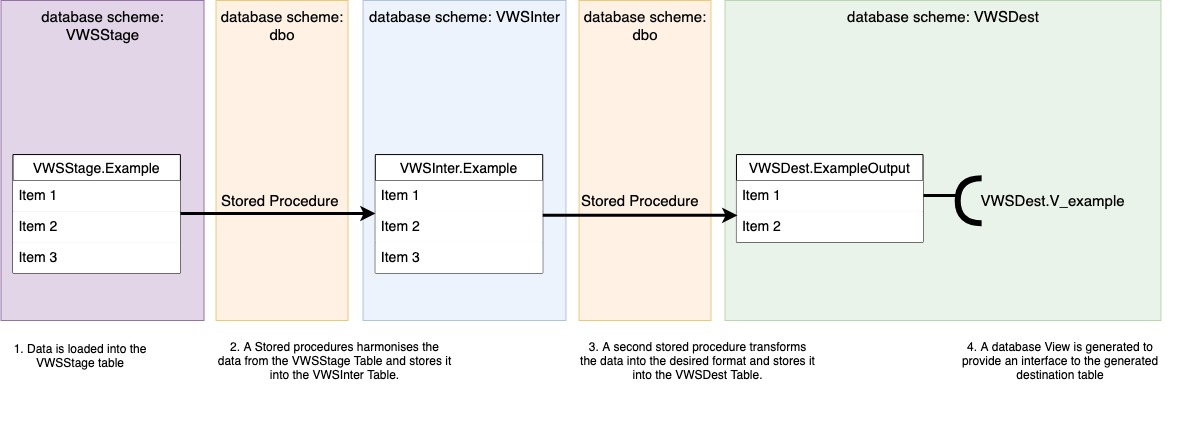 database scheme:
VWSStage
database scheme:
dbo
database scheme: VWSInter
database scheme:
dbo
database scheme: VWSDest
VWSStage.Example
Item 1
Item 2
Item 3
Stored Procedure
VWSInter.Example
Item 1
Item 2
Item 3
Stored Procedure
VWSDest.ExampleOutput
Item 1
Item 2
VWSDest.V_example
1. Data is loaded into the
VWSStage table
2. A Stored procedures harmonises the
data from the VWSStage Table and stores it
into the VWSInter Table.
3. A second stored procedure transforms
the data into the desired format and stores it
into the VWSDest Table.
4. A database View is generated to
provide an interface to the generated
destination table